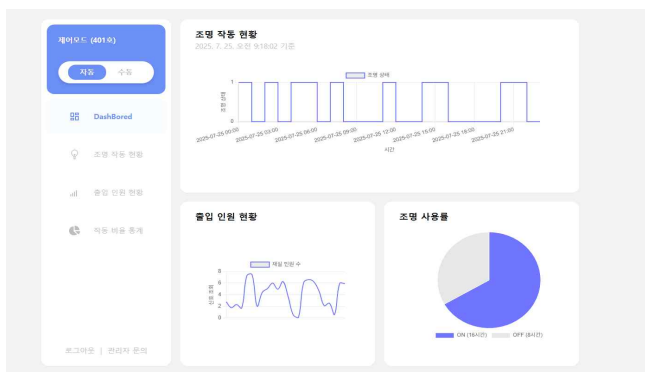 제어모드 (401호)
자동 수동
DashBored
조명 작동 현황
출입 인원 현황
작동 비율 통계
로그아웃 | 관리자 문의
조명 작동 현황
2025. 7. 25. 오전 9:18:02 기준
조명 상태
조명 상태
1
0
2025-07-25 00:00
2025-07-25 03:00
2025-07-25 06:00
2025-07-25 09:00
2025-07-25 12:00
2025-07-25 15:00
2025-07-25 18:00
2025-07-25 21:00
시간
출입 인원 현황
재실 인원 수
8
6
4
2
0
조명 사용률
ON (16시간) OFF (8시간)